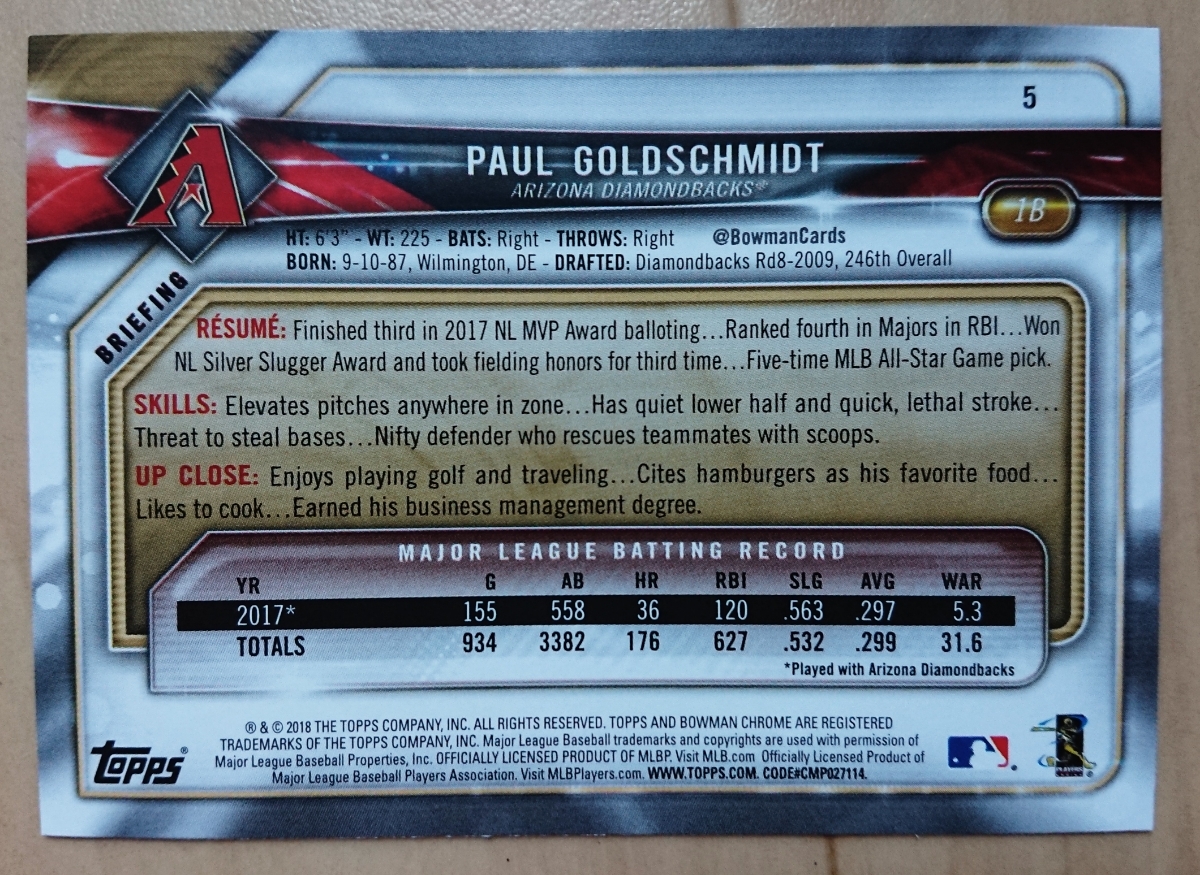 5
PAUL GOLDSCHMIDT
ARIZONA DIAMONDBACKS®
1B
HT: 6'3" - WT: 225 - BATS: Right - THROWS: Right @BowmanCards
BORN: 9-10-87, Wilmington, DE - DRAFTED: Diamondbacks Rd8-2009, 246th Overall
BRIEFING
RÉSUMÉ: Finished third in 2017 NL MVP Award balloting...Ranked fourth in Majors in RBI...Won
NL Silver Slugger Award and took fielding honors for third time...Five-time MLB All-Star Game pick.
SKILLS: Elevates pitches anywhere in zone...Has quiet lower half and quick, lethal stroke...
Threat to steal bases...Nifty defender who rescues teammates with scoops.
UP CLOSE: Enjoys playing golf and traveling...Cites hamburgers as his favorite food...
Likes to cook...Earned his business management degree.
MAJOR LEAGUE BATTING RECORD
YR G AB HR RBI SLG AVG WAR
2017* 155 558 36 120 .563 .297 5.3
TOTALS 934 3382 176 627 .532 .299 31.6
*Played with Arizona Diamondbacks
® & © 2018 THE TOPPS COMPANY, INC. ALL RIGHTS RESERVED. TOPPS AND BOWMAN CHROME ARE REGISTERED
TRADEMARKS OF THE TOPPS COMPANY, INC. Major League Baseball trademarks and copyrights are used with permission of
Major League Baseball Properties, Inc. OFFICIALLY LICENSED PRODUCT OF MLBP. Visit MLB.com Officially Licensed Product of
Major League Baseball Players Association. Visit MLBPlayers.com. WWW.TOPPS.COM. CODE#CMP027114.
Topps®
PLAYERS